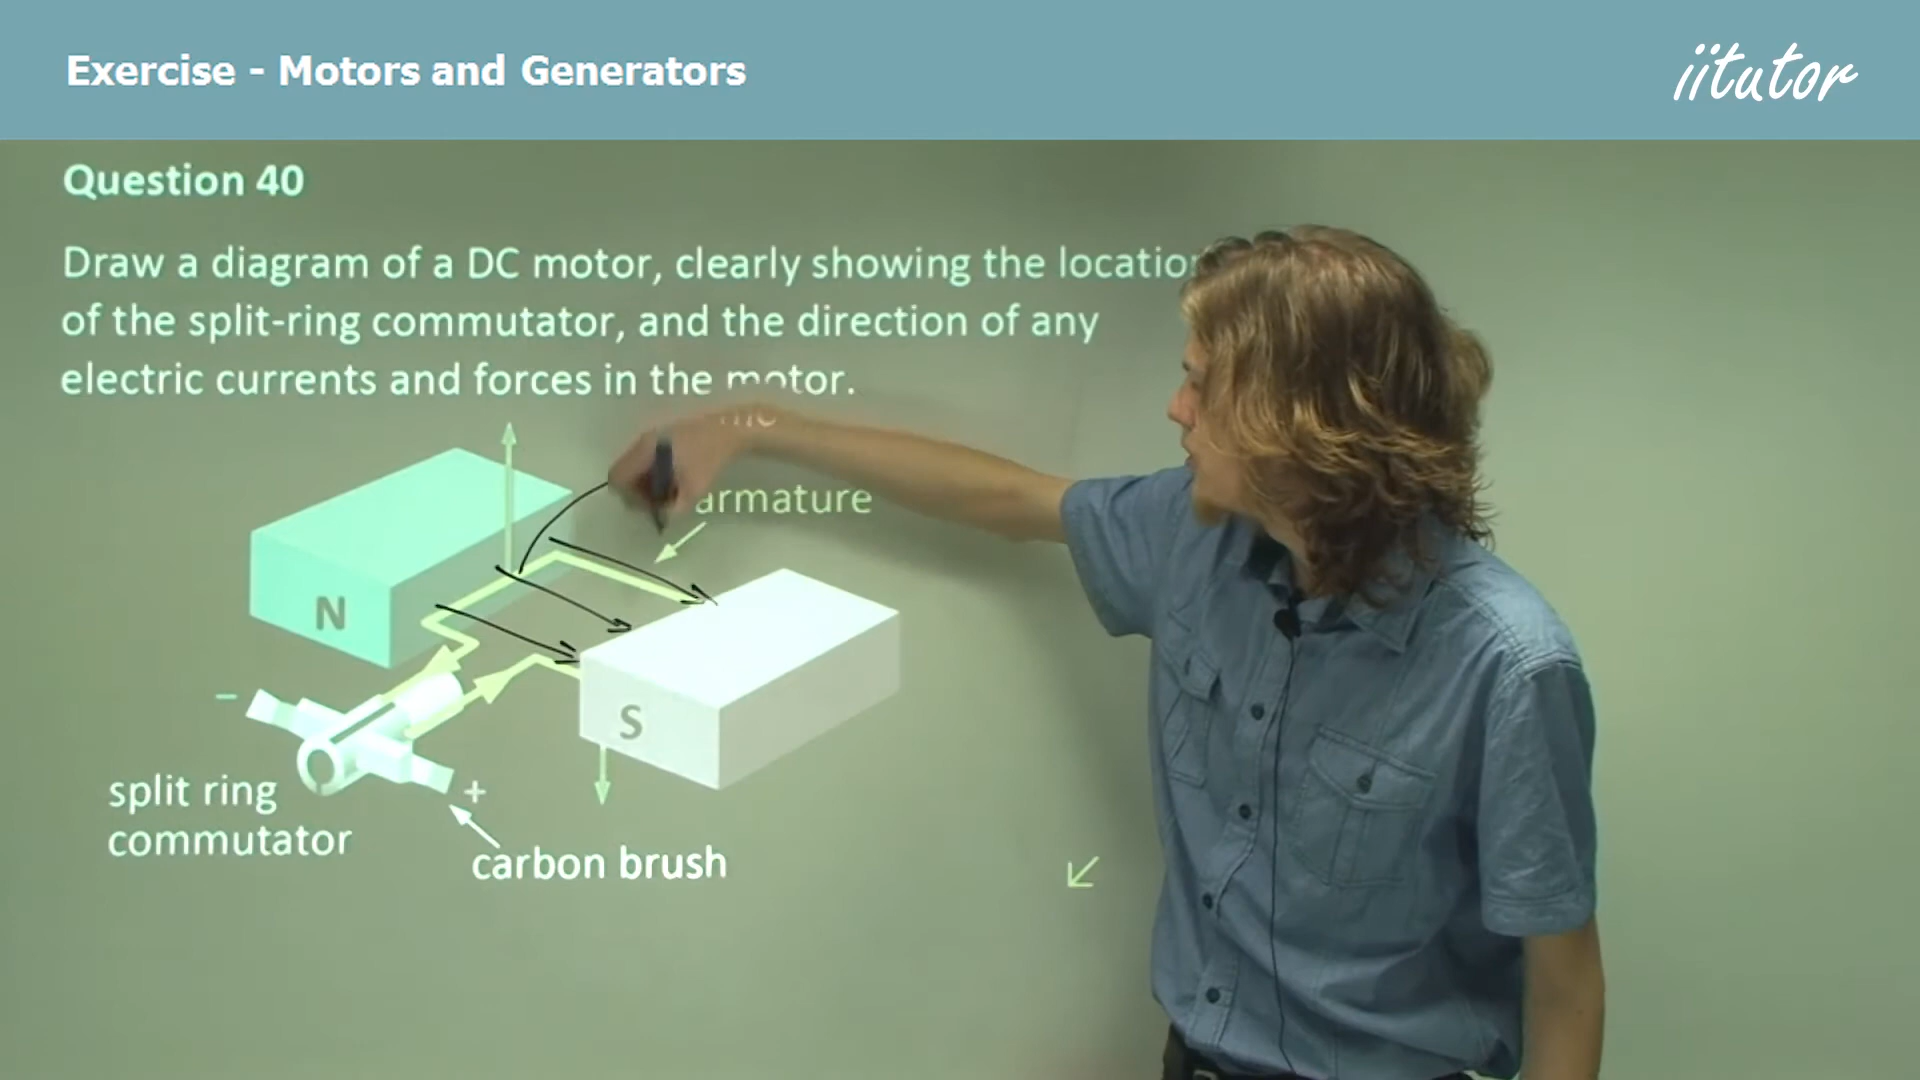 Exercise - Motors and Generators
iitutor
Question 40
Draw a diagram of a DC motor, clearly showing the location
of the split-ring commutator, and the direction of any
electric currents and forces in the motor.
armature
N
S
−
+
split ring
commutator
carbon brush